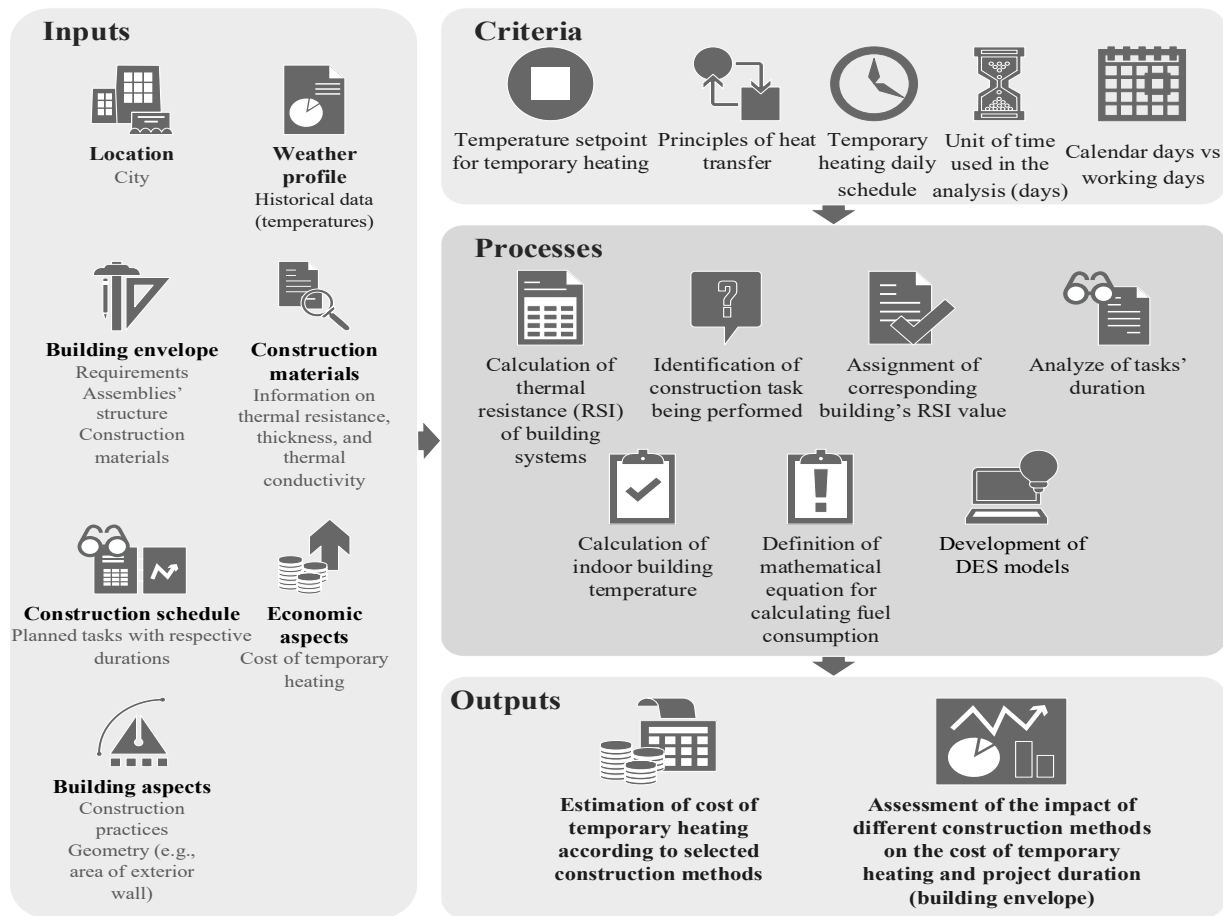 Inputs
Location
City
Weather
profile
Historical data
(temperatures)
Building envelope
Requirements
Assemblies’
structure
Construction
materials
Construction
materials
Information on
thermal resistance,
thickness, and
thermal
conductivity
Construction schedule
Planned tasks with respective
durations
Economic
aspects
Cost of temporary
heating
Building aspects
Construction
practices
Geometry (e.g.,
area of exterior
wall)
Criteria
Temperature setpoint
for temporary heating
Principles of heat
transfer
Temporary
heating daily
schedule
Unit of time
used in the
analysis (days)
Calendar days vs
working days
Processes
Calculation of
thermal
resistance (RSI)
of building
systems
Identification of
construction task
being performed
Assignment of
corresponding
building’s RSI value
Analyze of tasks’
duration
Calculation of
indoor building
temperature
Definition of
mathematical
equation for
calculating fuel
consumption
Development of
DES models
Outputs
Estimation of cost of
temporary heating
according to selected
construction methods
Assessment of the impact of
different construction methods
on the cost of temporary
heating and project duration
(building envelope)